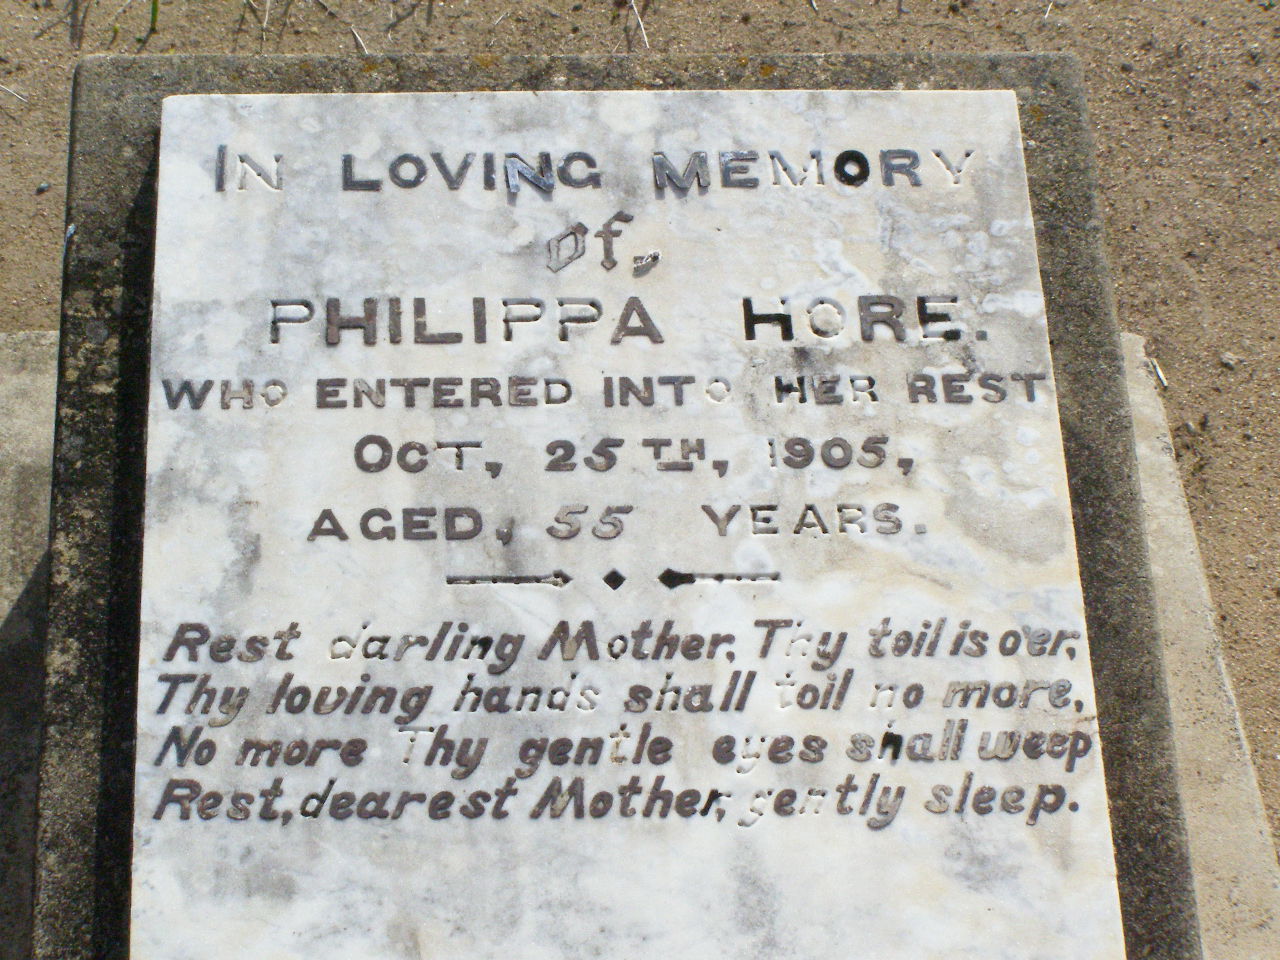 IN LOVING MEMORY
of,
PHILIPPA HORE.
WHO ENTERED INTO HER REST
OCT, 25TH, 1905,
AGED, 55 YEARS.
Rest darling Mother, Thy toil is oer,
Thy loving hands shall toil no more,
No more Thy gentle eyes shall weep
Rest, dearest Mother, gently sleep.